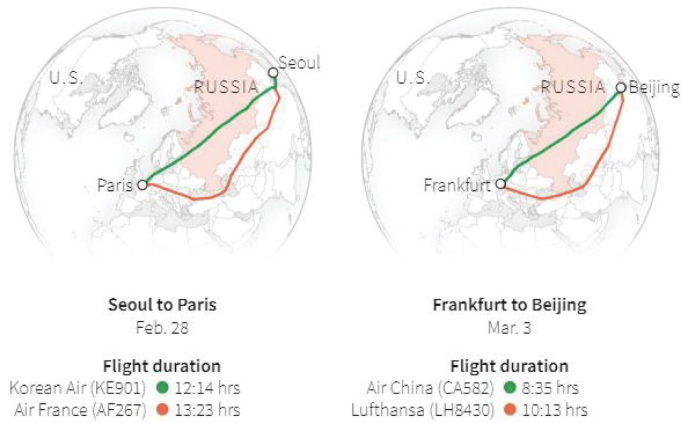 Seoul
U.S.
RUSSIA
Paris
U.S.
RUSSIA
Beijing
Frankfurt
Seoul to Paris
Feb. 28
Flight duration
Korean Air (KE901) 12:14 hrs
Air France (AF267) 13:23 hrs
Frankfurt to Beijing
Mar. 3
Flight duration
Air China (CA582) 8:35 hrs
Lufthansa (LH8430) 10:13 hrs